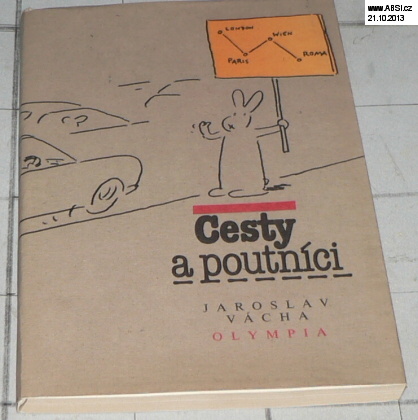 www.ABSI.cz
21.10.2013
LONDON
WIEN
PARIS
ROMA
Cesty
a poutníci
JAROSLAV
VÁCHA
OLYMPIA